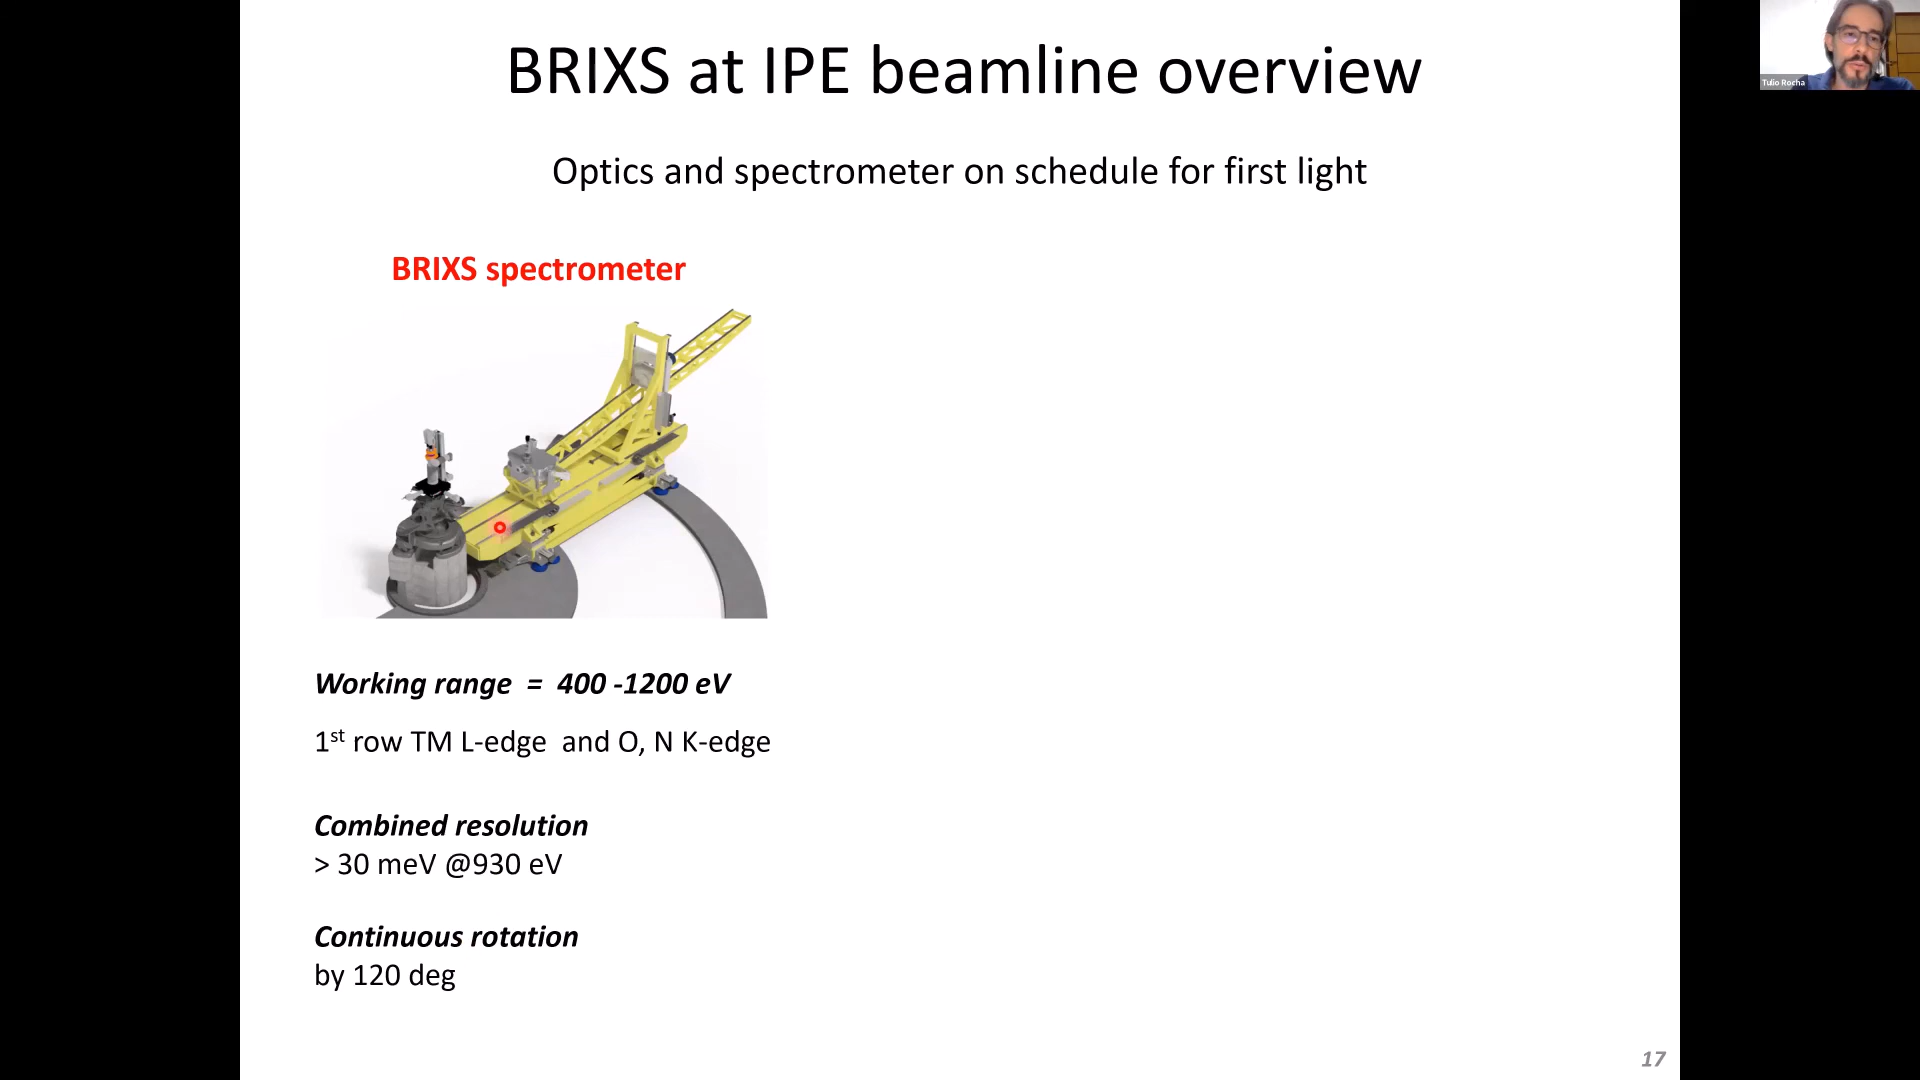 BRIXS at IPE beamline overview
Tulio Rocha
Optics and spectrometer on schedule for first light
BRIXS spectrometer
Working range = 400 -1200 eV
1st row TM L-edge and O, N K-edge
Combined resolution
> 30 meV @930 eV
Continuous rotation
by 120 deg
17